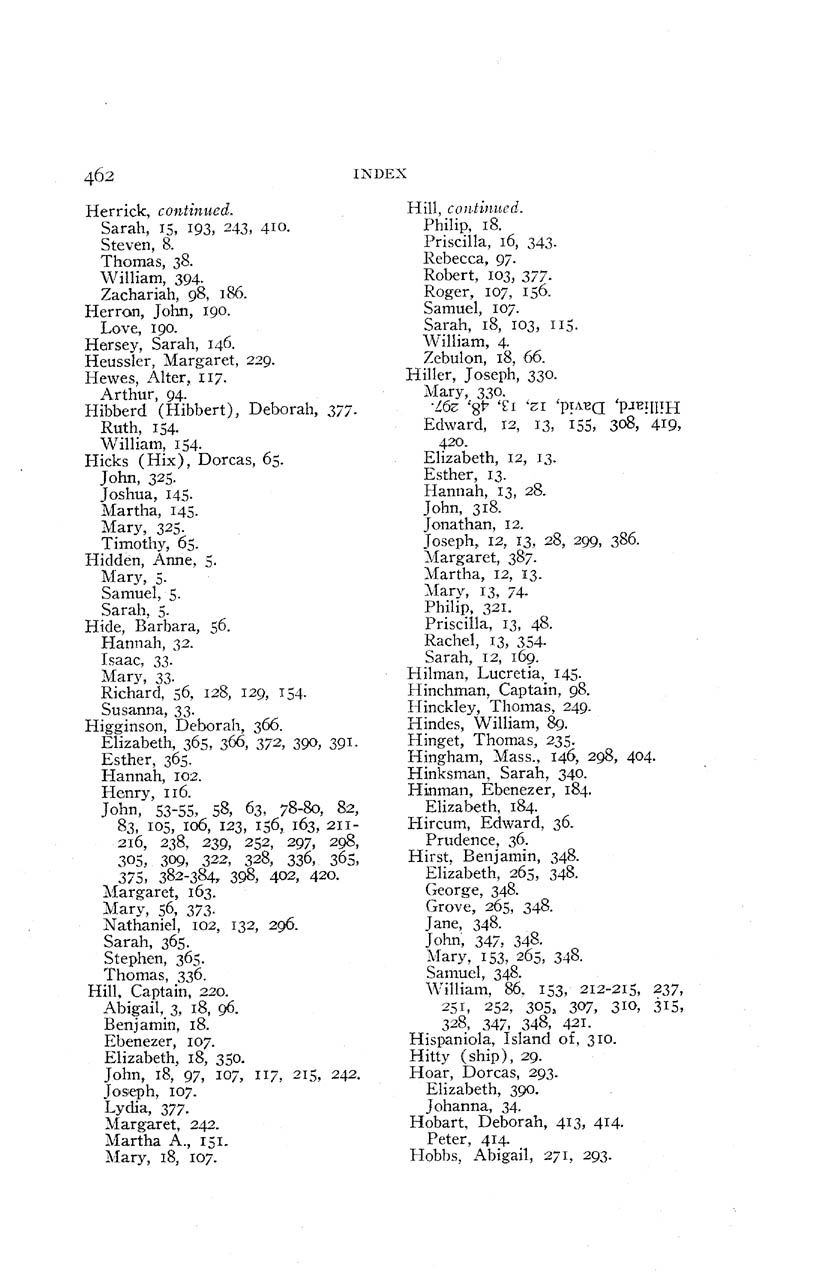 462
INDEX
Herrick, continued.
Sarah, 15, 193, 243, 410.
Steven, 8.
Thomas, 38.
William, 394.
Zachariah, 98, 186.
Herron, John, 190.
Love, 190.
Hersey, Sarah, 146.
Heussler, Margaret, 229.
Hewes, Alter, 117.
Arthur, 94.
Hibberd (Hibbert), Deborah, 377.
Ruth, 154.
William, 154.
Hicks (Hix), Dorcas, 65.
John, 325.
Joshua, 145.
Martha, 145.
Mary, 325.
Timothy, 65.
Hidden, Anne, 5.
Mary, 5.
Samuel, 5.
Sarah, 5.
Hide, Barbara, 56.
Hannah, 32.
Isaac, 33.
Mary, 33.
Richard, 56, 128, 129, 154.
Susanna, 33.
Higginson, Deborah, 366.
Elizabeth, 365, 366, 372, 390, 391.
Esther, 365.
Hannah, 102.
Henry, 116.
John, 53-55, 58, 63, 78-80, 82,
83, 105, 106, 123, 156, 163, 211-
216, 238, 239, 252, 297, 298,
305, 309, 322, 328, 336, 365,
375, 382-384, 398, 402, 420.
Margaret, 163.
Mary, 56, 373.
Nathaniel, 102, 132, 296.
Sarah, 365.
Stephen, 365.
Thomas, 336.
Hill, Captain, 220.
Abigail, 3, 18, 96.
Benjamin, 18.
Ebenezer, 107.
Elizabeth, 18, 350.
John, 18, 97, 107, 117, 215, 242.
Joseph, 107.
Lydia, 377.
Margaret, 242.
Martha A., 151.
Mary, 18, 107.
Hill, continued.
Philip, 18.
Priscilla, 16, 343.
Rebecca, 97.
Robert, 103, 377.
Roger, 107, 156.
Samuel, 107.
Sarah, 18, 103, 115.
William, 4.
Zebulon, 18, 66.
Hiller, Joseph, 330.
Mary, 330.
Hilliard, David, 12, 13, 48, 297.
Edward, 12, 13, 155, 308, 419,
420.
Elizabeth, 12, 13.
Esther, 13.
Hannah, 13, 28.
John, 318.
Jonathan, 12.
Joseph, 12, 13, 28, 299, 386.
Margaret, 387.
Martha, 12, 13.
Mary, 13, 74.
Philip, 321.
Priscilla, 13, 48.
Rachel, 13, 354.
Sarah, 12, 169.
Hilman, Lucretia, 145.
Hinchman, Captain, 98.
Hinckley, Thomas, 249.
Hindes, William, 89.
Hinget, Thomas, 235.
Hingham, Mass., 146, 298, 404.
Hinksman, Sarah, 340.
Hinman, Ebenezer, 184.
Elizabeth, 184.
Hircum, Edward, 36.
Prudence, 36.
Hirst, Benjamin, 348.
Elizabeth, 265, 348.
George, 348.
Grove, 265, 348.
Jane, 348.
John, 347, 348.
Mary, 153, 265, 348.
Samuel, 348.
William, 86, 153, 212-215, 237,
251, 252, 305, 307, 310, 315,
328, 347, 348, 421.
Hispaniola, Island of, 310.
Hitty (ship), 29.
Hoar, Dorcas, 293.
Elizabeth, 390.
Johanna, 34.
Hobart, Deborah, 413, 414.
Peter, 414.
Hobbs, Abigail, 271, 293.